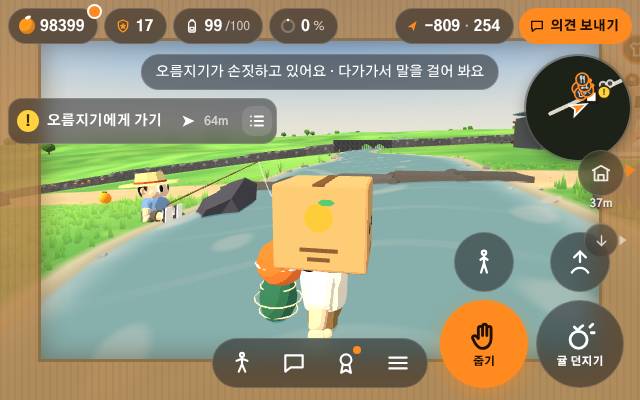 98399
17
99/100
0 %
−809 · 254
의견 보내기
오름지기가 손짓하고 있어요 · 다가가서 말을 걸어 봐요
! 오름지기에게 가기 64m
!
37m
줍기
귤 던지기